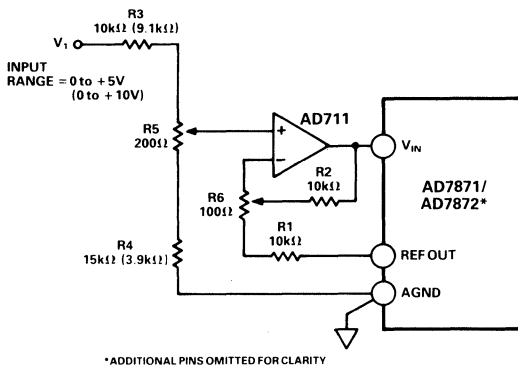 R3
10kΩ (9.1kΩ)
V1
INPUT
RANGE = 0 to +5V
(0 to +10V)
AD711
R5
200Ω
+
−
VIN
R2
10kΩ
AD7871/
AD7872*
R6
100Ω
R1
10kΩ
R4
15kΩ (3.9kΩ)
REF OUT
AGND
*ADDITIONAL PINS OMITTED FOR CLARITY